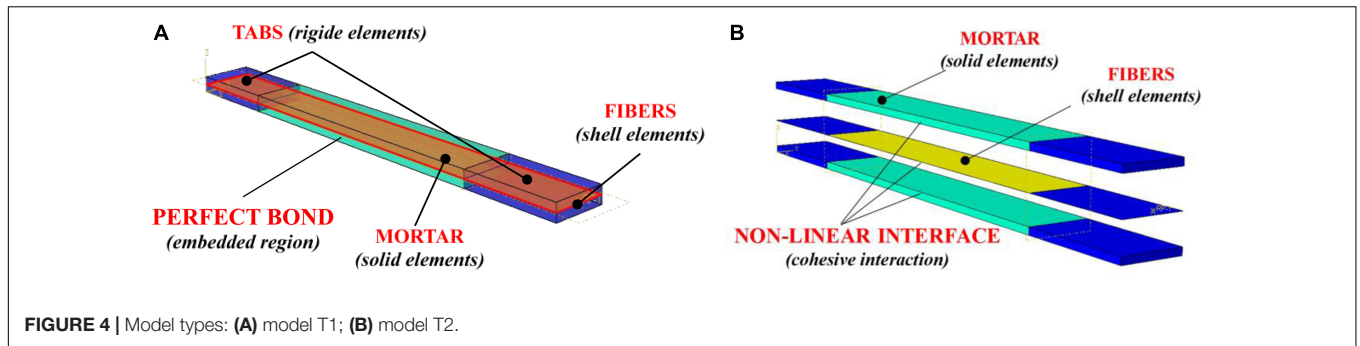 A
TABS (rigide elements)
FIBERS
(shell elements)
PERFECT BOND
(embedded region)
MORTAR
(solid elements)
B
MORTAR
(solid elements)
FIBERS
(shell elements)
NON-LINEAR INTERFACE
(cohesive interaction)
FIGURE 4 | Model types: (A) model T1; (B) model T2.